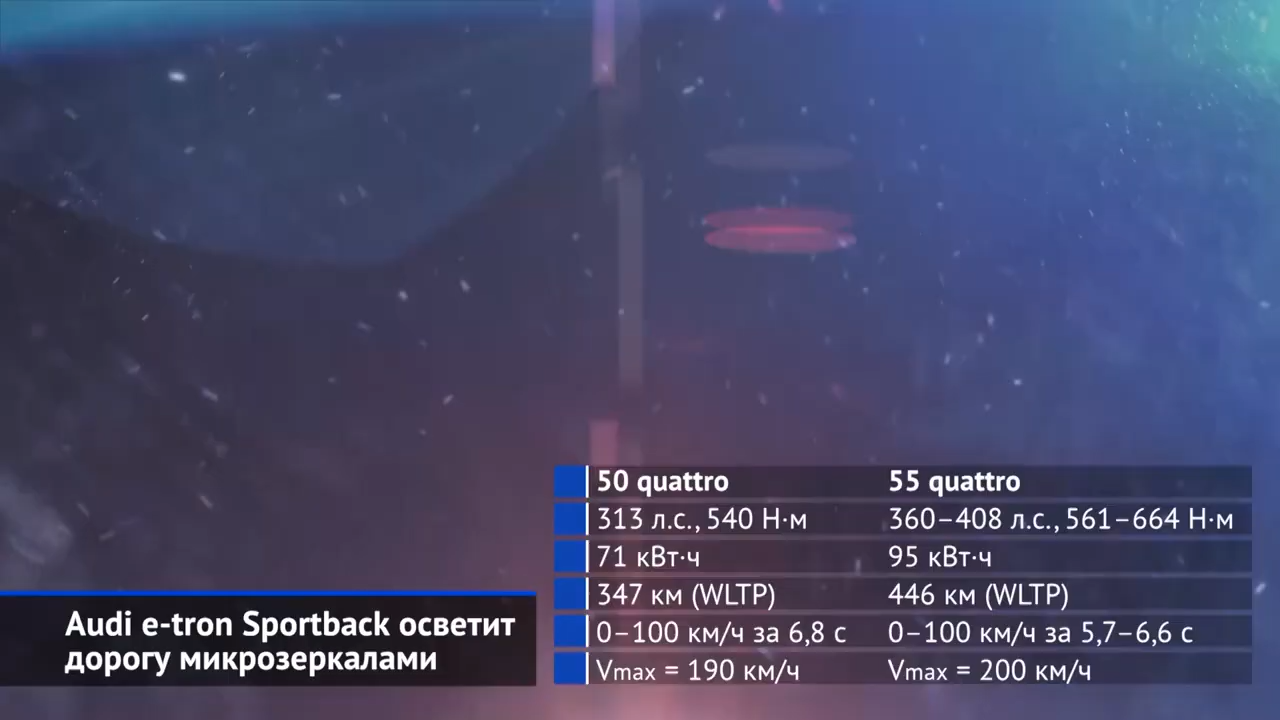 50 quattro 55 quattro
313 л.с., 540 Н·м 360–408 л.с., 561–664 Н·м
71 кВт·ч 95 кВт·ч
347 км (WLTP) 446 км (WLTP)
0–100 км/ч за 6,8 с 0–100 км/ч за 5,7–6,6 с
Vmax = 190 км/ч Vmax = 200 км/ч
Audi e-tron Sportback осветит
дорогу микрозеркалами